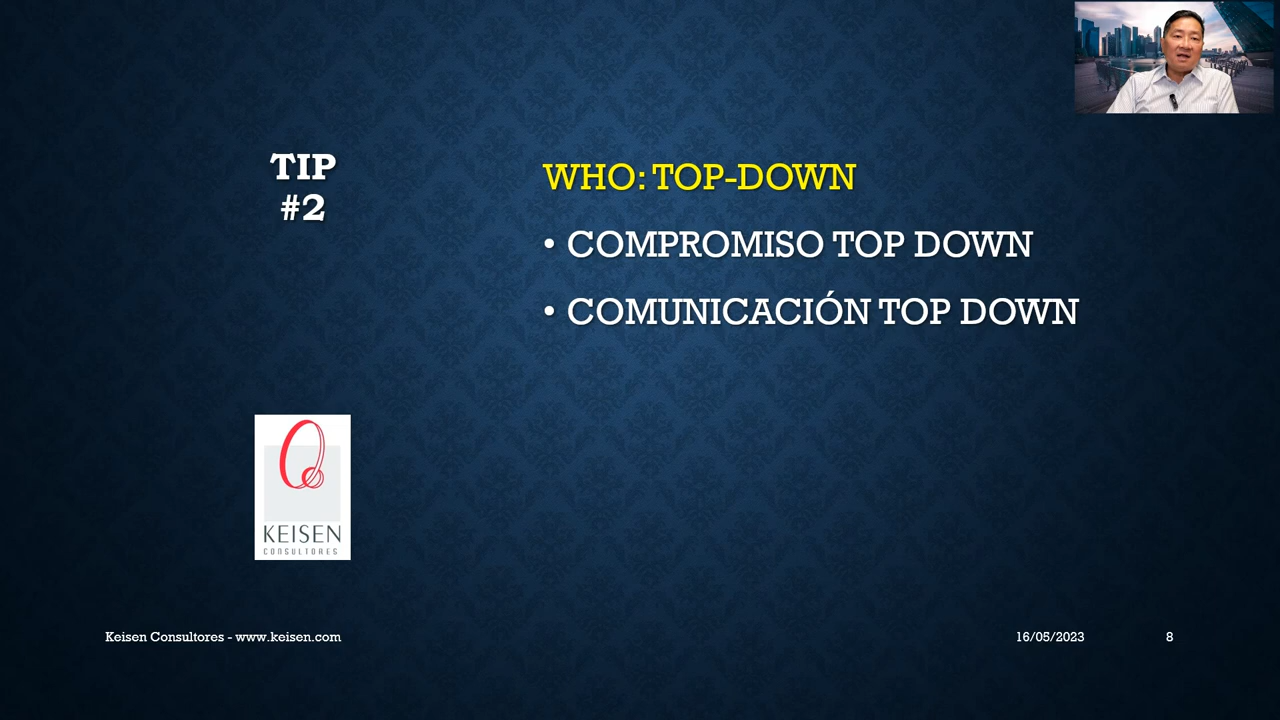 TIP
#2
WHO: TOP-DOWN
• COMPROMISO TOP DOWN
• COMUNICACIÓN TOP DOWN
KEISEN
CONSULTORES
Keisen Consultores - www.keisen.com
16/05/2023
8